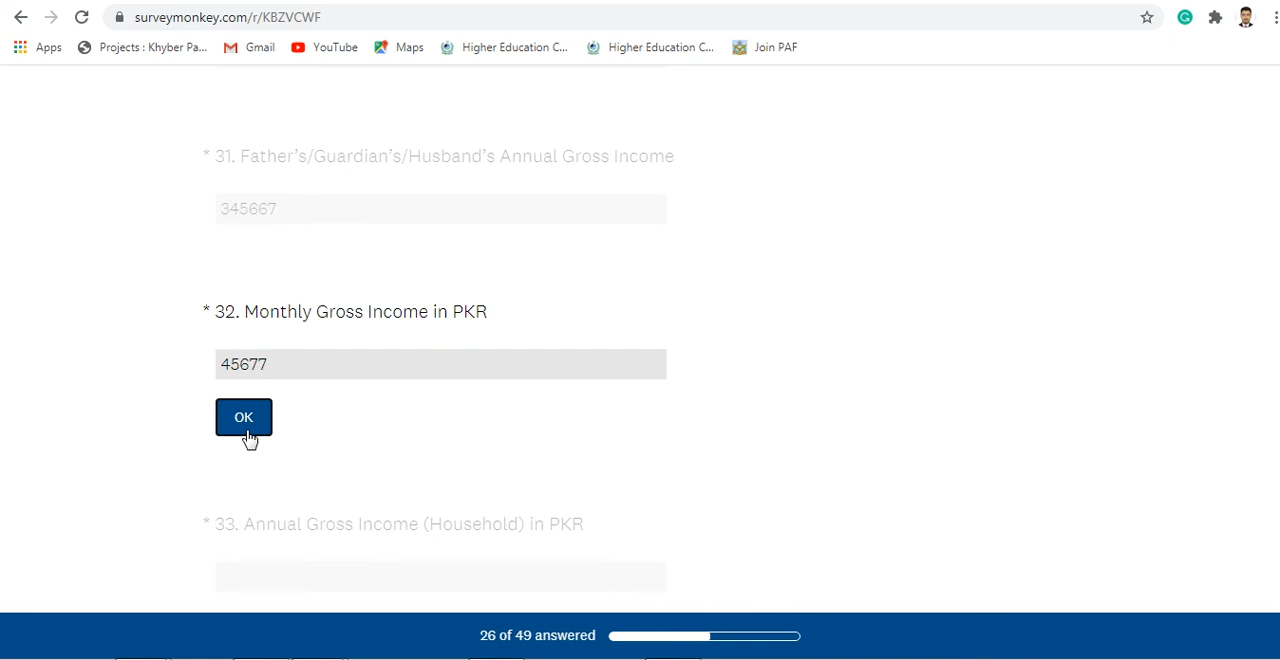 surveymonkey.com/r/KBZVCWF
Apps Projects : Khyber Pa... Gmail YouTube Maps Higher Education C... Higher Education C... Join PAF
* 31. Father's/Guardian's/Husband's Annual Gross Income
345667
* 32. Monthly Gross Income in PKR
45677
OK
* 33. Annual Gross Income (Household) in PKR
26 of 49 answered